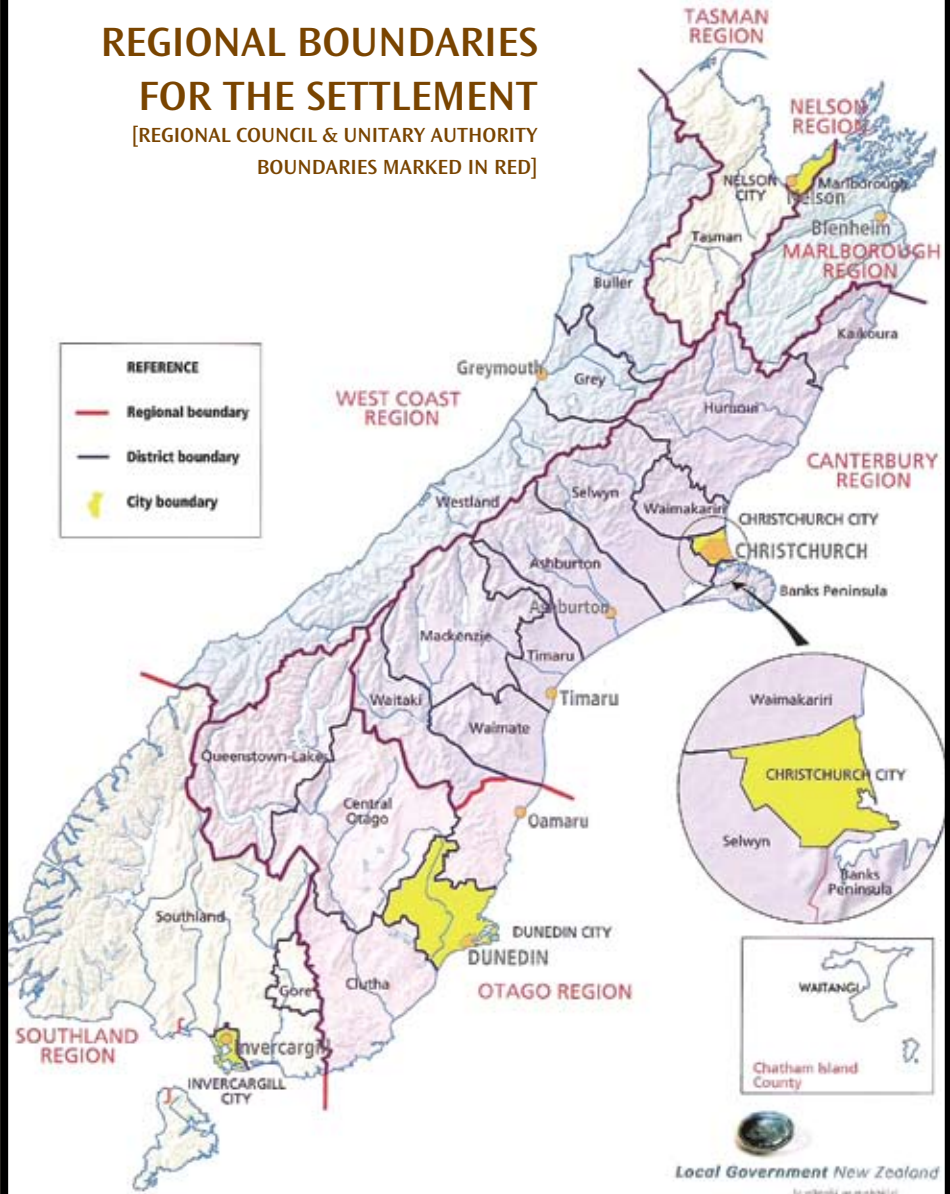 REGIONAL BOUNDARIES
FOR THE SETTLEMENT
[REGIONAL COUNCIL & UNITARY AUTHORITY
BOUNDARIES MARKED IN RED]
TASMAN
REGION
NELSON
REGION
NELSON
CITY
Nelson
Marlborough
Blenheim
MARLBOROUGH
REGION
Tasman
Buller
Kaikoura
REFERENCE
Regional boundary
District boundary
City boundary
Greymouth
Grey
WEST COAST
REGION
Hurunui
CANTERBURY
REGION
Westland
Selwyn
Waimakariri
CHRISTCHURCH CITY
CHRISTCHURCH
Ashburton
Ashburton
Banks Peninsula
Mackenzie
Timaru
Timaru
Waitaki
Waimate
Queenstown-Lakes
Central
Otago
Oamaru
Waimakariri
CHRISTCHURCH CITY
Selwyn
Banks
Peninsula
Southland
DUNEDIN CITY
DUNEDIN
Gore
Clutha
OTAGO REGION
SOUTHLAND
REGION
Invercargill
INVERCARGILL
CITY
WAITANGI
Chatham Island
County
Local Government New Zealand